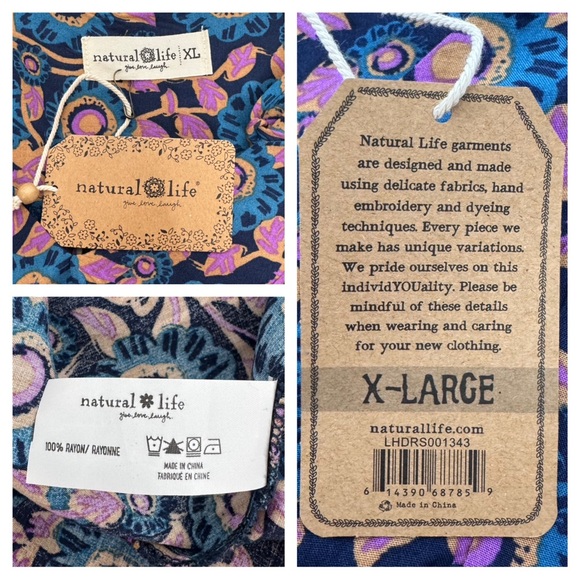 natural life XL
give. love. laugh.
natural life®
give. love. laugh.
natural life
give. love. laugh.
100% RAYON/ RAYONNE
MADE IN CHINA
FABRIQUÉ EN CHINE
Natural Life garments
are designed and made
using delicate fabrics, hand
embroidery and dyeing
techniques. Every piece we
make has unique variations.
We pride ourselves on this
individYOUality. Please be
mindful of these details
when wearing and caring
for your new clothing.
X-LARGE
naturallife.com
LHDRS001343
6 14390 68785 9
Made in China